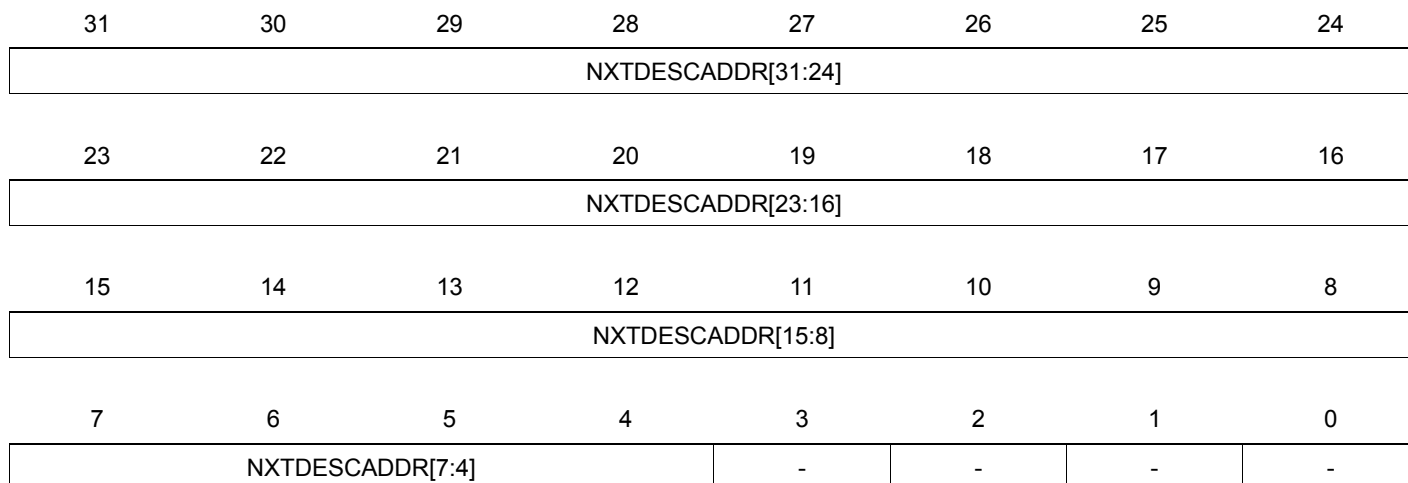 31 30 29 28 27 26 25 24
NXTDESCADDR[31:24]
23 22 21 20 19 18 17 16
NXTDESCADDR[23:16]
15 14 13 12 11 10 9 8
NXTDESCADDR[15:8]
7 6 5 4 3 2 1 0
NXTDESCADDR[7:4] - - - -